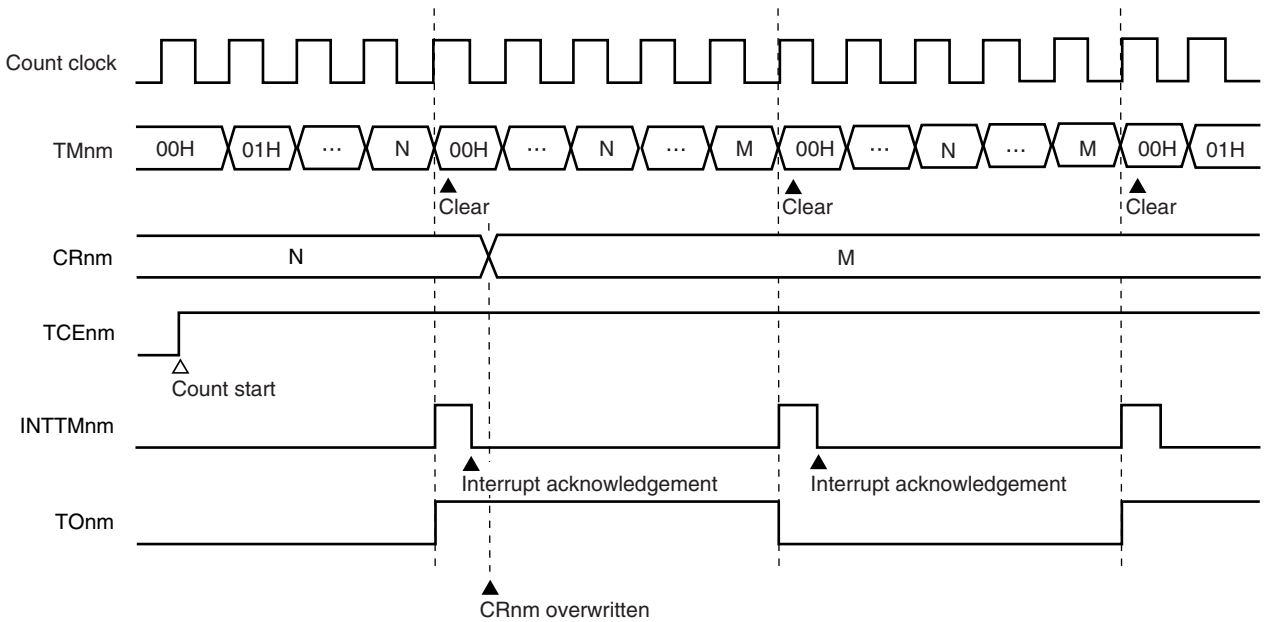 Count clock
TMnm 00H 01H ... N 00H ... N ... M 00H ... N ... M 00H 01H
Clear Clear Clear
CRnm N M
TCEnm
Count start
INTTMnm
Interrupt acknowledgement Interrupt acknowledgement
TOnm
CRnm overwritten